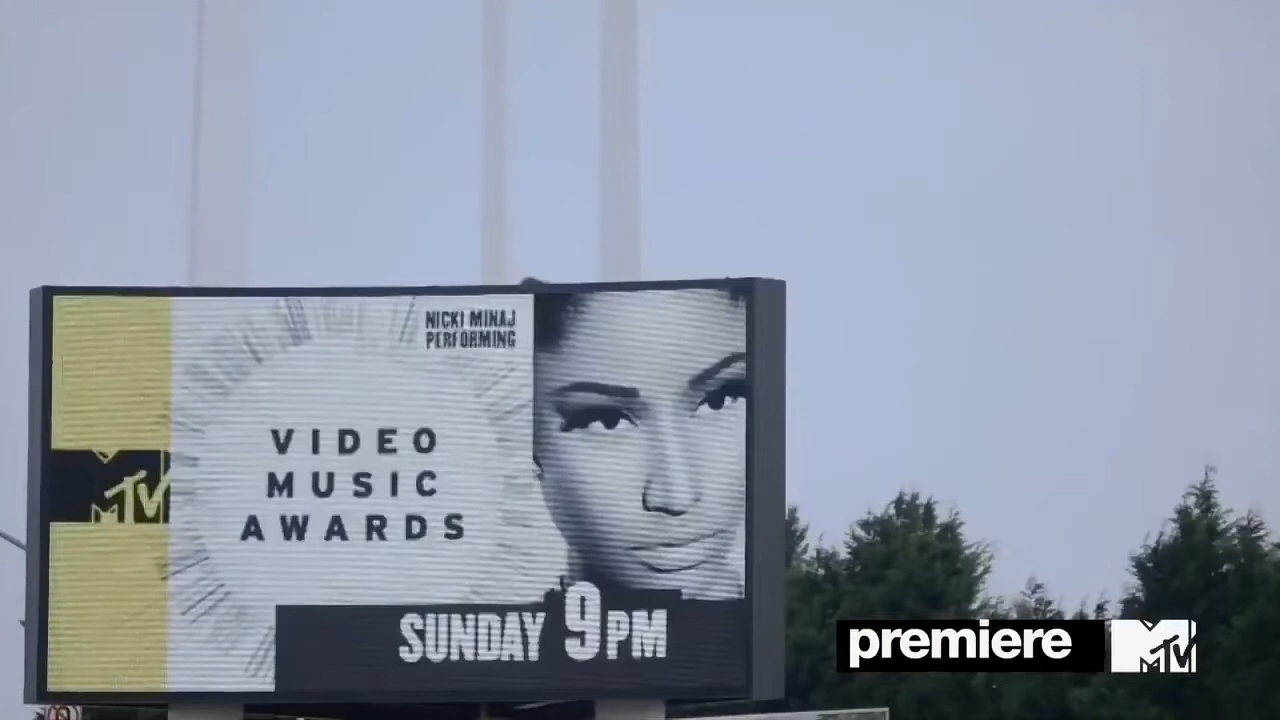 NICKI MINAJ
PERFORMING
VIDEO
MUSIC
AWARDS
MTV
SUNDAY 9PM
premiere MTV